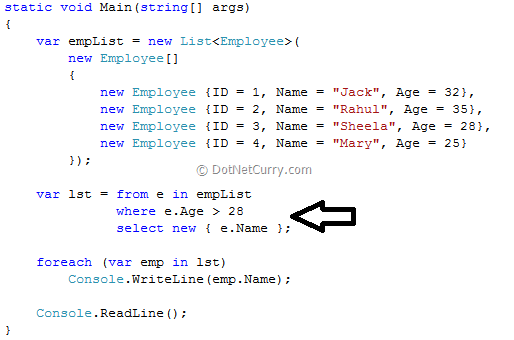 static void Main(string[] args)
{
    var empList = new List<Employee>(
        new Employee[]
        {
            new Employee {ID = 1, Name = "Jack", Age = 32},
            new Employee {ID = 2, Name = "Rahul", Age = 35},
            new Employee {ID = 3, Name = "Sheela", Age = 28},
            new Employee {ID = 4, Name = "Mary", Age = 25}
        });
© DotNetCurry.com
    var lst = from e in empList
              where e.Age > 28
              select new { e.Name };
    foreach (var emp in lst)
        Console.WriteLine(emp.Name);
    Console.ReadLine();
}